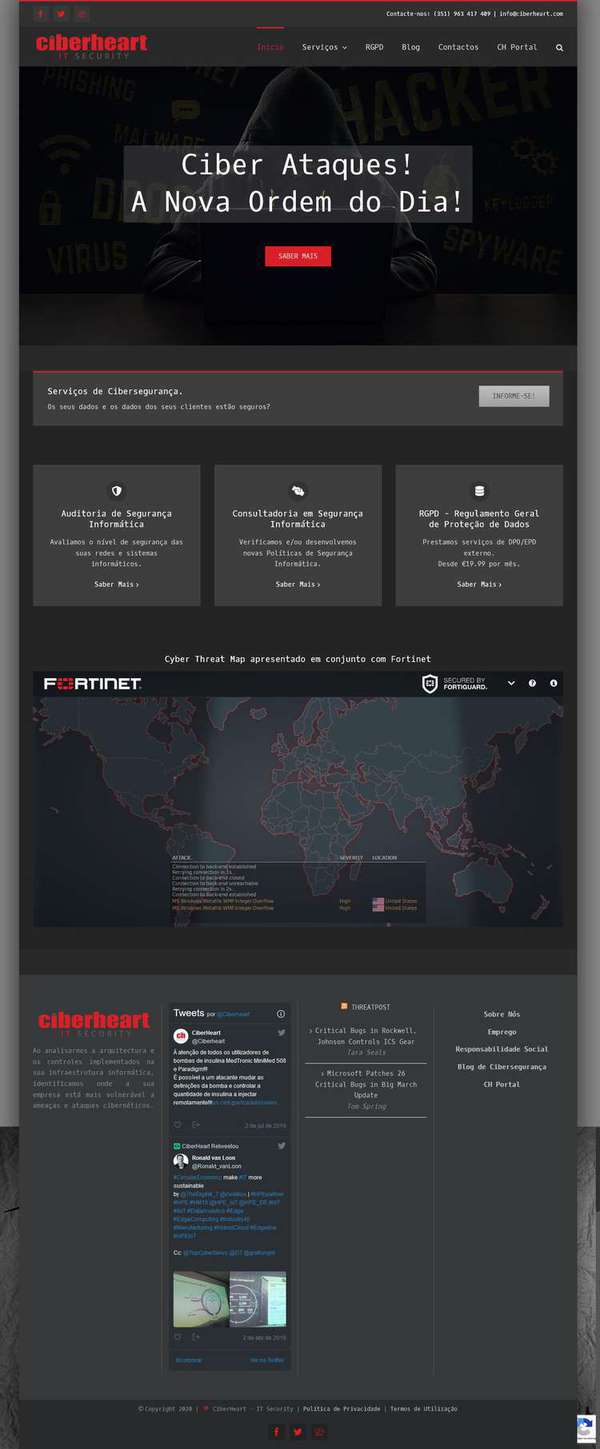 Contacte-nos: (351) 963 417 409 | info@ciberheart.com
ciberheart
IT SECURITY
Início Serviços RGPD Blog Contactos CH Portal
PHISHING
HACKER
MALWARE
KEYLOGGER
VIRUS
SPYWARE
Ciber Ataques!
A Nova Ordem do Dia!
SABER MAIS
Serviços de Cibersegurança.
Os seus dados e os dados dos seus clientes estão seguros?
INFORME-SE!
Auditoria de Segurança
Informática
Avaliamos o nível de segurança das
suas redes e sistemas
informáticos.
Saber Mais ›
Consultadoria em Segurança
Informática
Verificamos e/ou desenvolvemos
novas Políticas de Segurança
Informática.
Saber Mais ›
RGPD - Regulamento Geral
de Proteção de Dados
Prestamos serviços de DPO/EPD
externo.
Desde €19.99 por mês.
Saber Mais ›
Cyber Threat Map apresentado em conjunto com Fortinet
FORTINET
SECURED BY
FORTIGUARD.
ATTACK SEVERITY LOCATION
Connection to back-end established
Retrying connection in 1s
Connection to back-end closed
Connection to back-end unreachable
Retrying connection in 2s
Connection to back-end established
MS.Windows.Metafile.WMF.Integer.Overflow High United States
MS.Windows.Metafile.WMF.Integer.Overflow High United States
ciberheart
IT SECURITY
Ao analisarmos a arquitectura e
os controles implementados na
sua infraestrutura informática,
identificamos onde a sua
empresa está mais vulnerável a
ameaças e ataques cibernéticos.
Tweets por @Ciberheart
CiberHeart
@Ciberheart
À atenção de todos os utilizadores de
bombas de insulina MedTronic MiniMed 508
e Paradigm!!!
É possível a um atacante mudar as
definições da bomba e controlar a
quantidade de insulina a injectar
remotamente!!!
2 de jul de 2019
CiberHeart Retweetou
Ronald van Loon
@Ronald_vanLoon
make #IT more
sustainable
by
#EdgeComputing
Cc:
2 de abr de 2019
Incorporar Ver no Twitter
THREATPOST
› Critical Bugs in Rockwell,
Johnson Controls ICS Gear
Tara Seals
› Microsoft Patches 26
Critical Bugs in Big March
Update
Tom Spring
Sobre Nós
Emprego
Responsabilidade Social
Blog de Cibersegurança
CH Portal
© Copyright 2020 | CiberHeart - IT Security | Política de Privacidade | Termos de Utilização